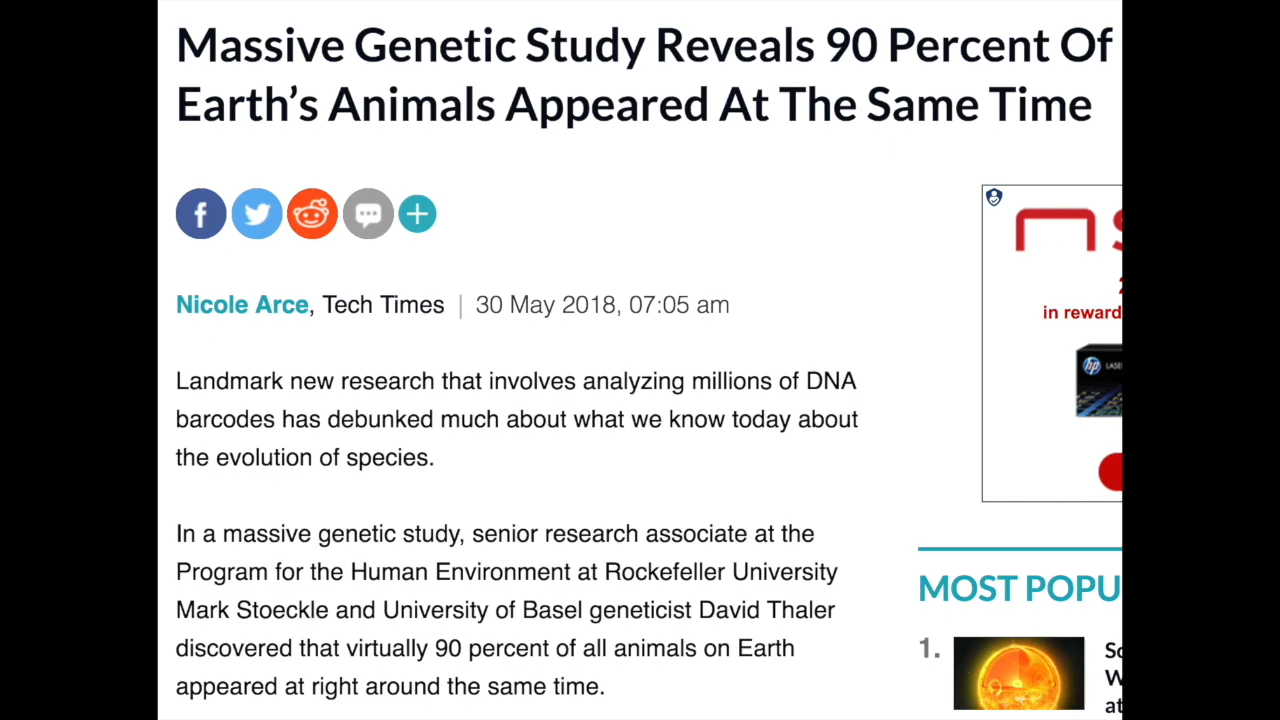 Massive Genetic Study Reveals 90 Percent Of
Earth’s Animals Appeared At The Same Time
Nicole Arce, Tech Times | 30 May 2018, 07:05 am
in reward
hp LASE
Landmark new research that involves analyzing millions of DNA
barcodes has debunked much about what we know today about
the evolution of species.
In a massive genetic study, senior research associate at the
Program for the Human Environment at Rockefeller University
Mark Stoeckle and University of Basel geneticist David Thaler
discovered that virtually 90 percent of all animals on Earth
appeared at right around the same time.
MOST POPU
1.